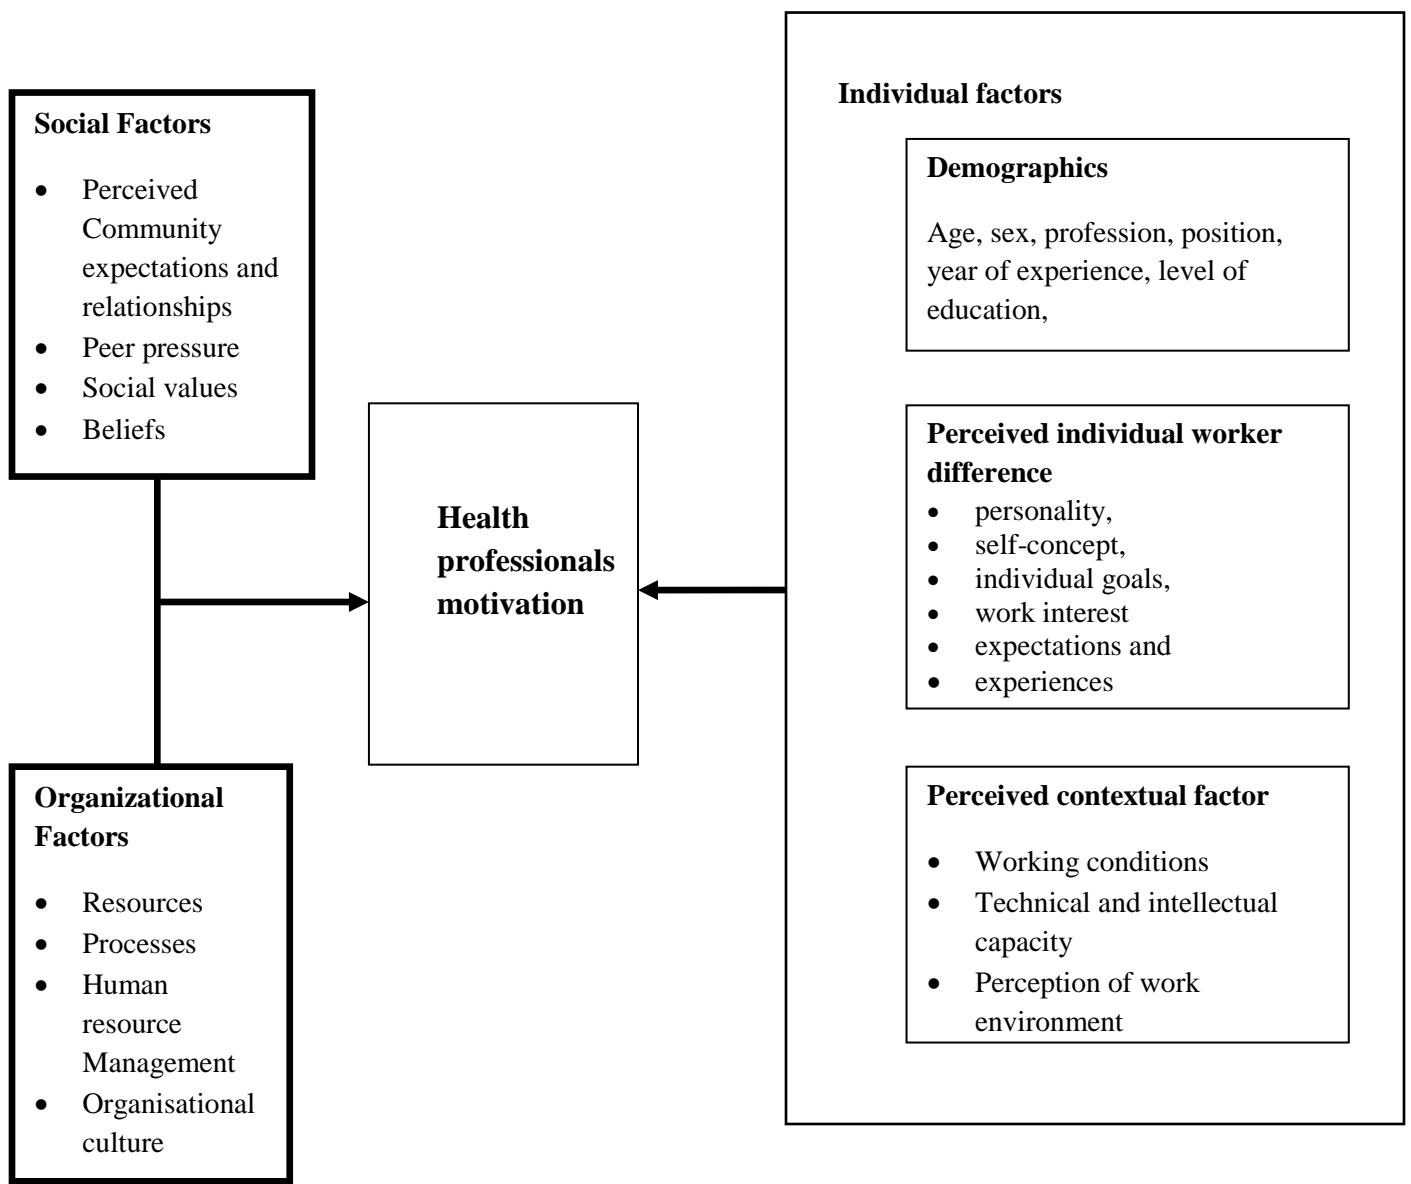 Social Factors
• Perceived
Community
expectations and
relationships
• Peer pressure
• Social values
• Beliefs
Organizational
Factors
• Resources
• Processes
• Human
resource
Management
• Organisational
culture
Health
professionals
motivation
Individual factors
Demographics
Age, sex, profession, position,
year of experience, level of
education,
Perceived individual worker
difference
• personality,
• self-concept,
• individual goals,
• work interest
• expectations and
• experiences
Perceived contextual factor
• Working conditions
• Technical and intellectual
capacity
• Perception of work
environment